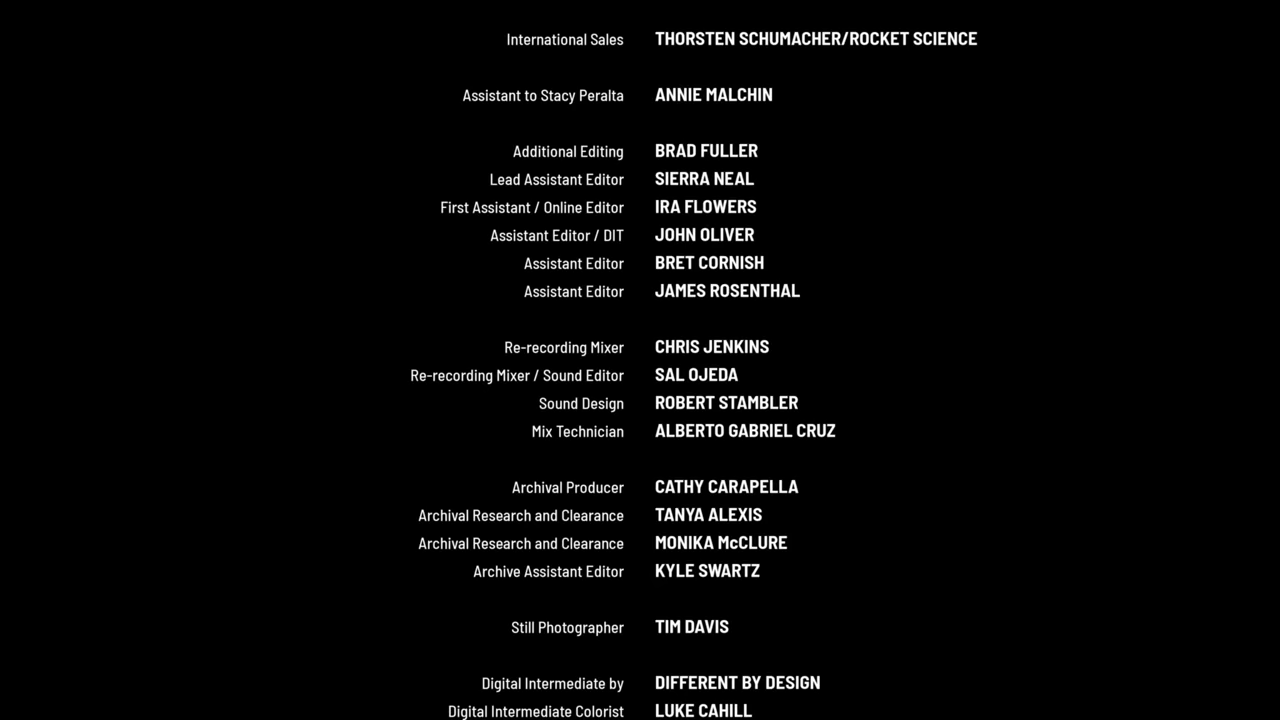 International Sales THORSTEN SCHUMACHER/ROCKET SCIENCE
Assistant to Stacy Peralta ANNIE MALCHIN
Additional Editing BRAD FULLER
Lead Assistant Editor SIERRA NEAL
First Assistant / Online Editor IRA FLOWERS
Assistant Editor / DIT JOHN OLIVER
Assistant Editor BRET CORNISH
Assistant Editor JAMES ROSENTHAL
Re-recording Mixer CHRIS JENKINS
Re-recording Mixer / Sound Editor SAL OJEDA
Sound Design ROBERT STAMBLER
Mix Technician ALBERTO GABRIEL CRUZ
Archival Producer CATHY CARAPELLA
Archival Research and Clearance TANYA ALEXIS
Archival Research and Clearance MONIKA McCLURE
Archive Assistant Editor KYLE SWARTZ
Still Photographer TIM DAVIS
Digital Intermediate by DIFFERENT BY DESIGN
Digital Intermediate Colorist LUKE CAHILL